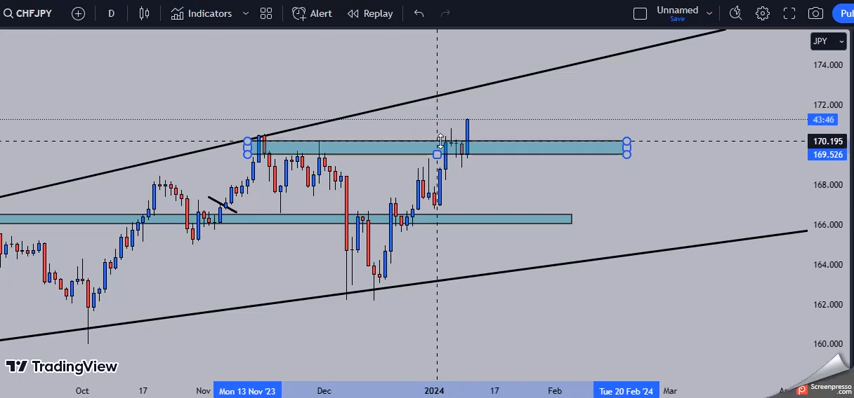 CHFJPY D Indicators Alert Replay Unnamed Save
JPY
174.000
172.000
43:46
170.195
169.526
168.000
166.000
164.000
162.000
160.000
TradingView
Oct 17 Nov Mon 13 Nov '23 Dec 2024 17 Feb Tue 20 Feb '24 Mar
Screenpresso
.com